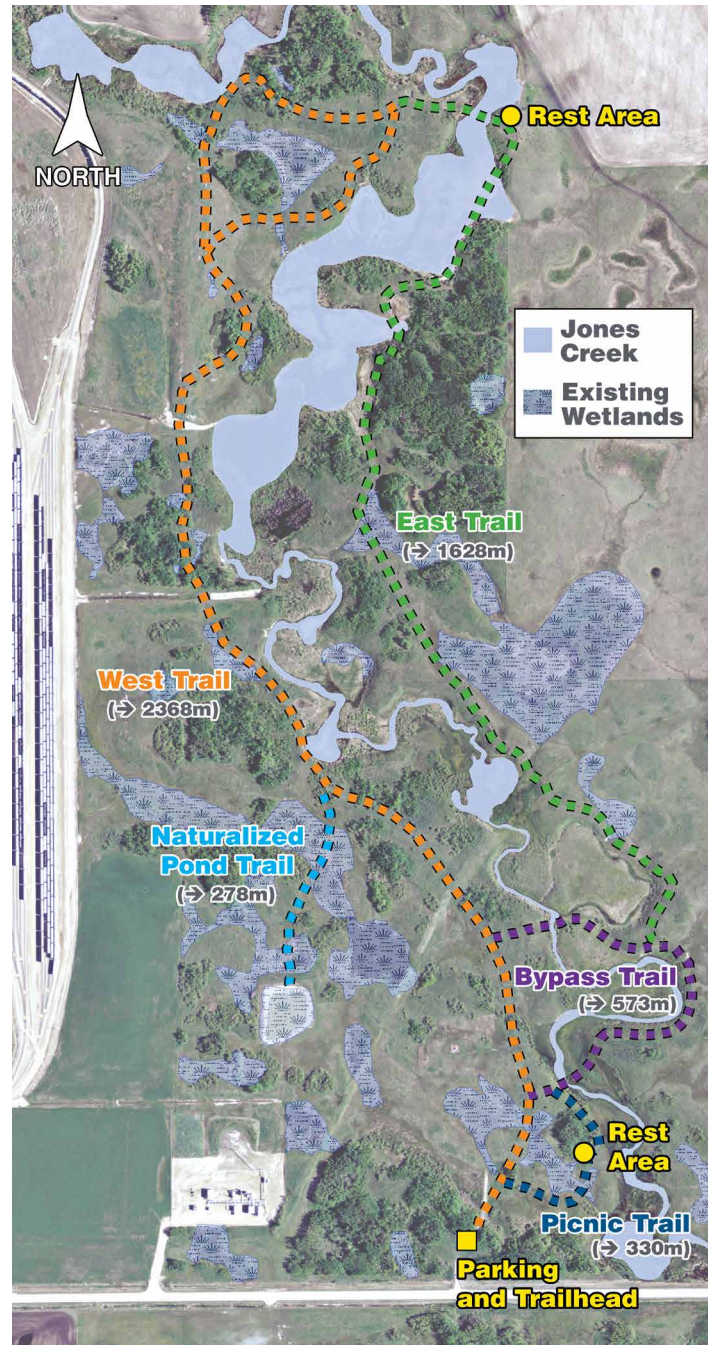 Rest Area
NORTH
Jones
Creek
Existing
Wetlands
East Trail
(→ 1628m)
West Trail
(→ 2368m)
Naturalized
Pond Trail
(→ 278m)
Bypass Trail
(→ 573m)
Rest
Area
Picnic Trail
(→ 330m)
Parking
and Trailhead